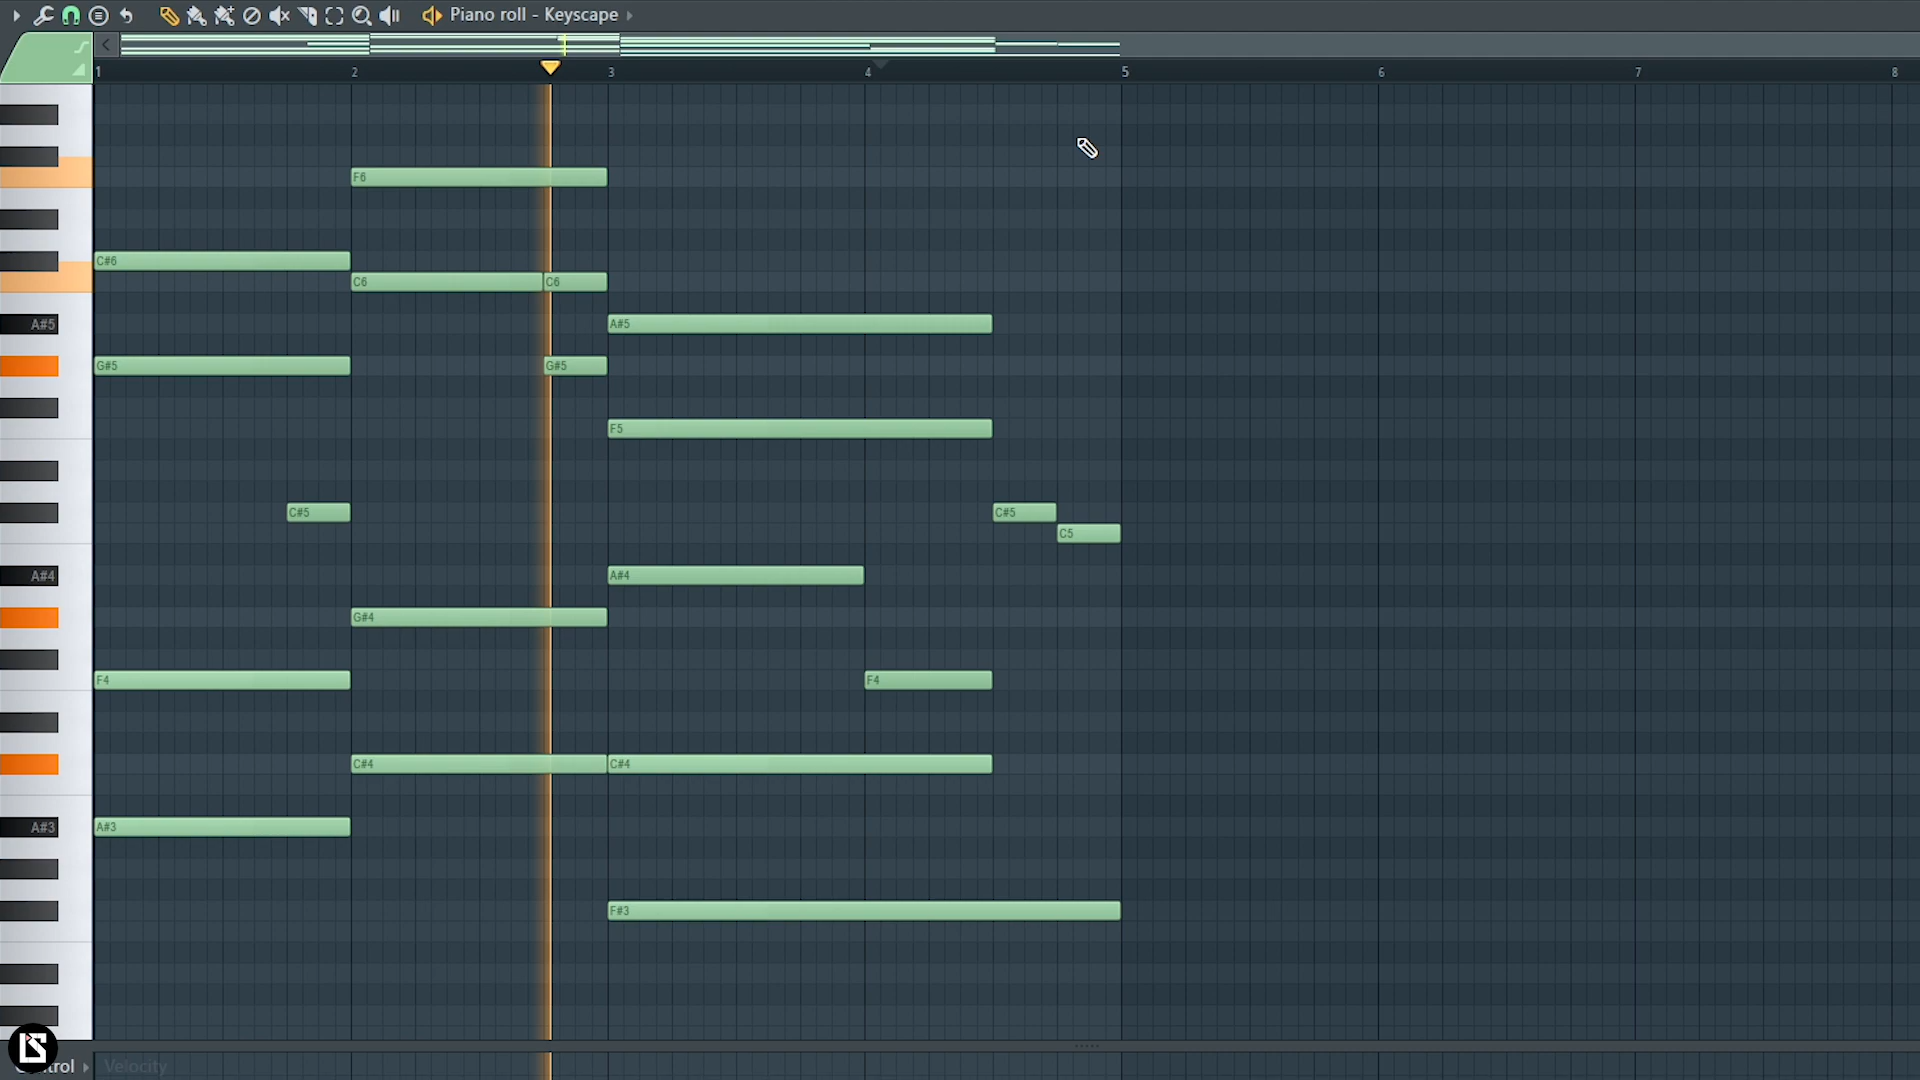 Piano roll - Keyscape
1 2 3 4 5 6 7 8
F6
C#6
C6 C6
A#5 A#5
G#5 G#5
F5
C#5 C#5
C5
A#4 A#4
G#4
F4 F4
C#4 C#4
A#3 A#3
F#3
LS
trol Velocity